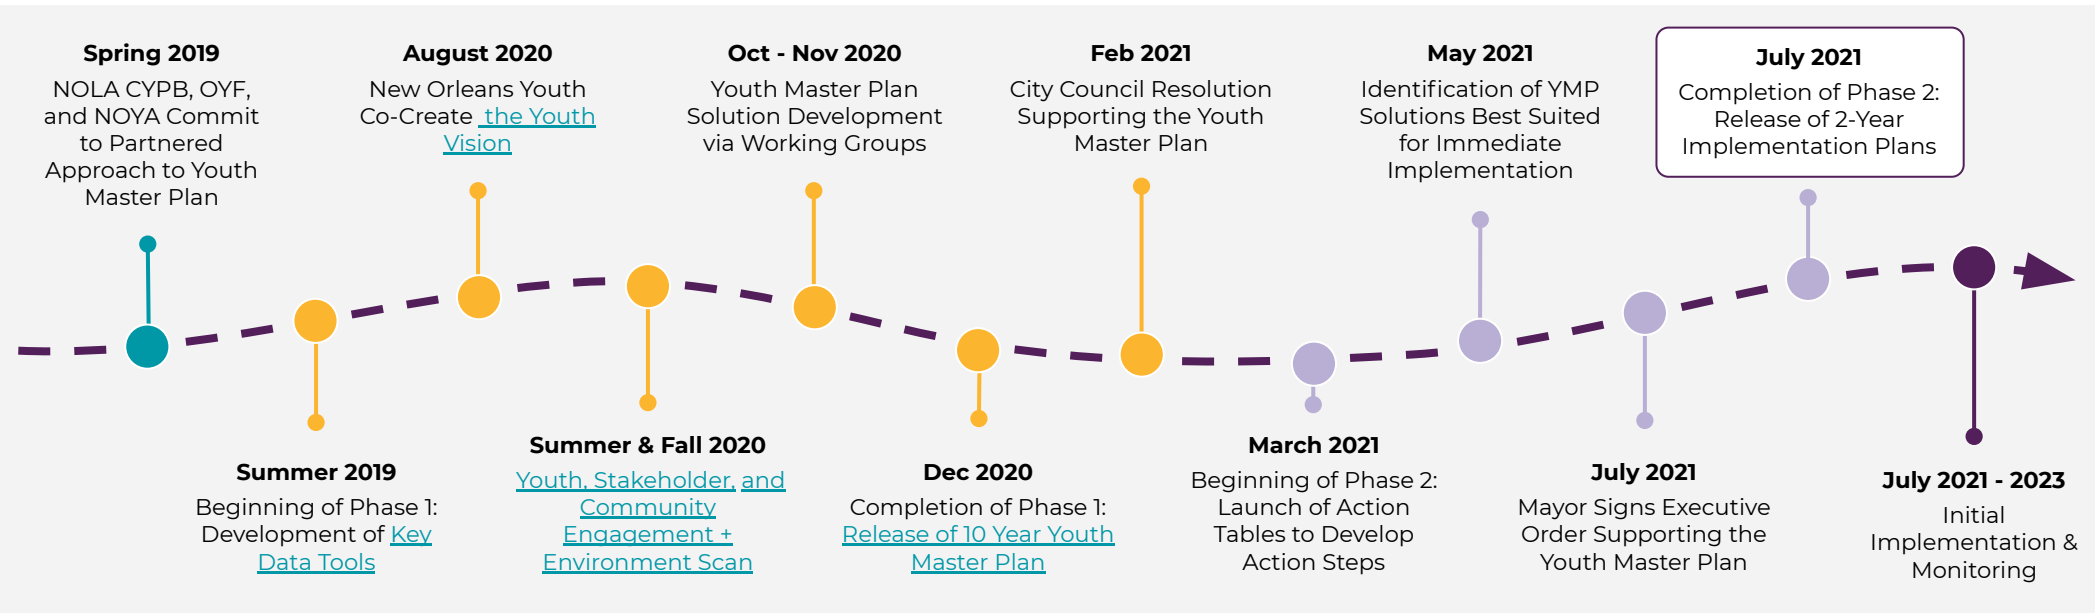 Spring 2019
NOLA CYPB, OYF,
and NOYA Commit
to Partnered
Approach to Youth
Master Plan
Summer 2019
Beginning of Phase 1:
Development of Key
Data Tools
August 2020
New Orleans Youth
Co-Create the Youth
Vision
Summer & Fall 2020
Youth, Stakeholder, and
Community
Engagement +
Environment Scan
Oct - Nov 2020
Youth Master Plan
Solution Development
via Working Groups
Dec 2020
Completion of Phase 1:
Release of 10 Year Youth
Master Plan
Feb 2021
City Council Resolution
Supporting the Youth
Master Plan
March 2021
Beginning of Phase 2:
Launch of Action
Tables to Develop
Action Steps
May 2021
Identification of YMP
Solutions Best Suited
for Immediate
Implementation
July 2021
Mayor Signs Executive
Order Supporting the
Youth Master Plan
July 2021
Completion of Phase 2:
Release of 2-Year
Implementation Plans
July 2021 - 2023
Initial
Implementation &
Monitoring